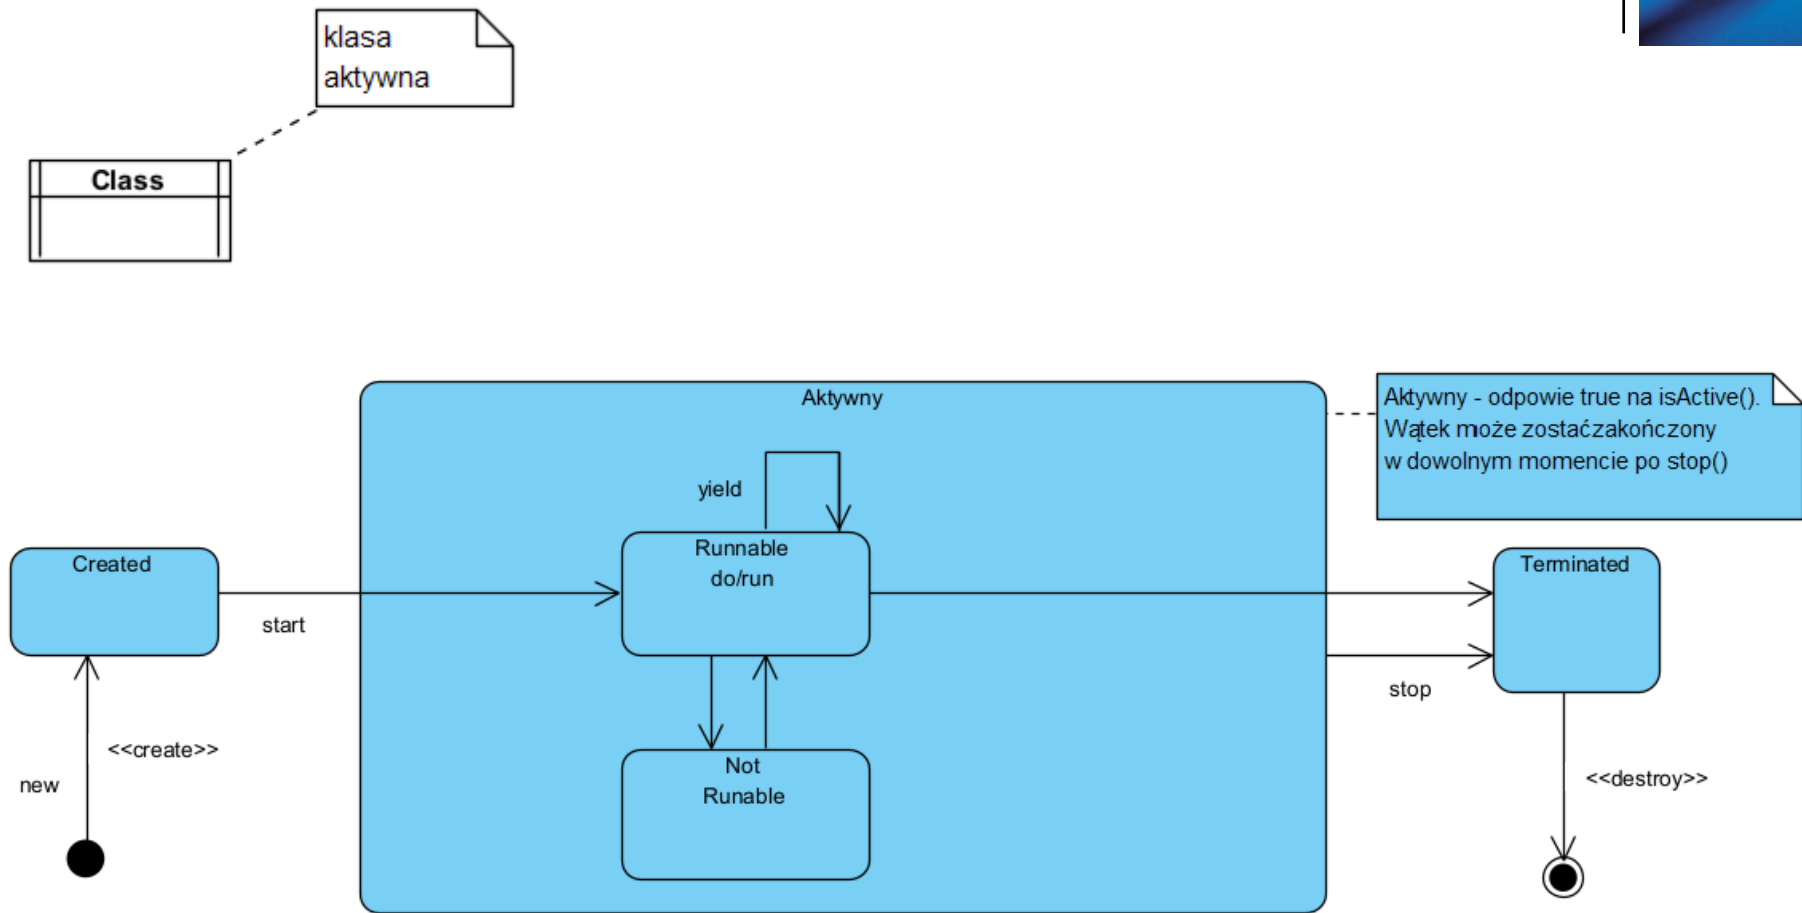 klasa
aktywna
Class
Aktywny
Aktywny - odpowie true na isActive().
Wątek może zostaćzakończony
w dowolnym momencie po stop()
yield
Runnable
do/run
Created
Terminated
start
stop
Not
Runable
<<create>>
new
<<destroy>>